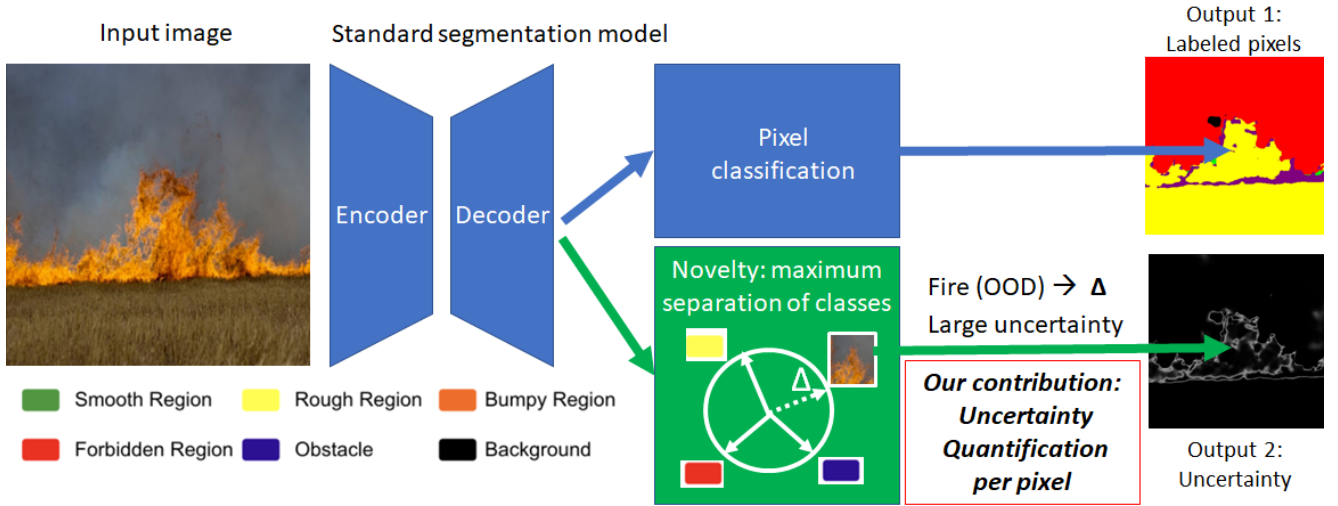 Input image
Standard segmentation model
Output 1:
Labeled pixels
Encoder
Decoder
Pixel
classification
Novelty: maximum
separation of classes
Δ
Fire (OOD) → Δ
Large uncertainty
Our contribution:
Uncertainty
Quantification
per pixel
Output 2:
Uncertainty
Smooth Region
Rough Region
Bumpy Region
Forbidden Region
Obstacle
Background